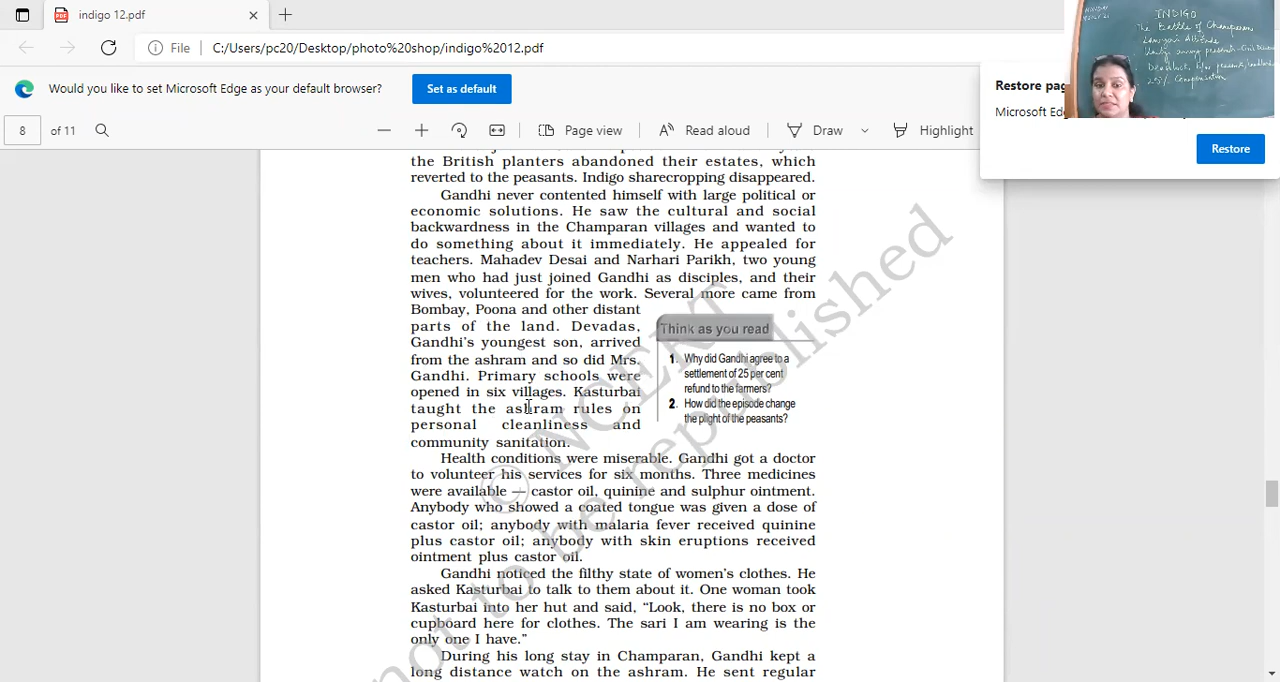 indigo 12.pdf
File C:/Users/pc20/Desktop/photo%20shop/indigo%2012.pdf
Would you like to set Microsoft Edge as your default browser? Set as default
8 of 11 Page view Read aloud Draw Highlight
Restore pag
Microsoft Ed
Restore
INDIGO
The Battle of Champaran
the British planters abandoned their estates, which
reverted to the peasants. Indigo sharecropping disappeared.
Gandhi never contented himself with large political or
economic solutions. He saw the cultural and social
backwardness in the Champaran villages and wanted to
do something about it immediately. He appealed for
teachers. Mahadev Desai and Narhari Parikh, two young
men who had just joined Gandhi as disciples, and their
wives, volunteered for the work. Several more came from
Bombay, Poona and other distant
parts of the land. Devadas,
Gandhi's youngest son, arrived
from the ashram and so did Mrs.
Gandhi. Primary schools were
opened in six villages. Kasturbai
taught the ashram rules on
personal cleanliness and
community sanitation.
Think as you read
1. Why did Gandhi agree to a
settlement of 25 per cent
refund to the farmers?
2. How did the episode change
the plight of the peasants?
Health conditions were miserable. Gandhi got a doctor
to volunteer his services for six months. Three medicines
were available — castor oil, quinine and sulphur ointment.
Anybody who showed a coated tongue was given a dose of
castor oil; anybody with malaria fever received quinine
plus castor oil; anybody with skin eruptions received
ointment plus castor oil.
Gandhi noticed the filthy state of women's clothes. He
asked Kasturbai to talk to them about it. One woman took
Kasturbai into her hut and said, “Look, there is no box or
cupboard here for clothes. The sari I am wearing is the
only one I have.”
During his long stay in Champaran, Gandhi kept a
long distance watch on the ashram. He sent regular
© NCERT
not to be republished